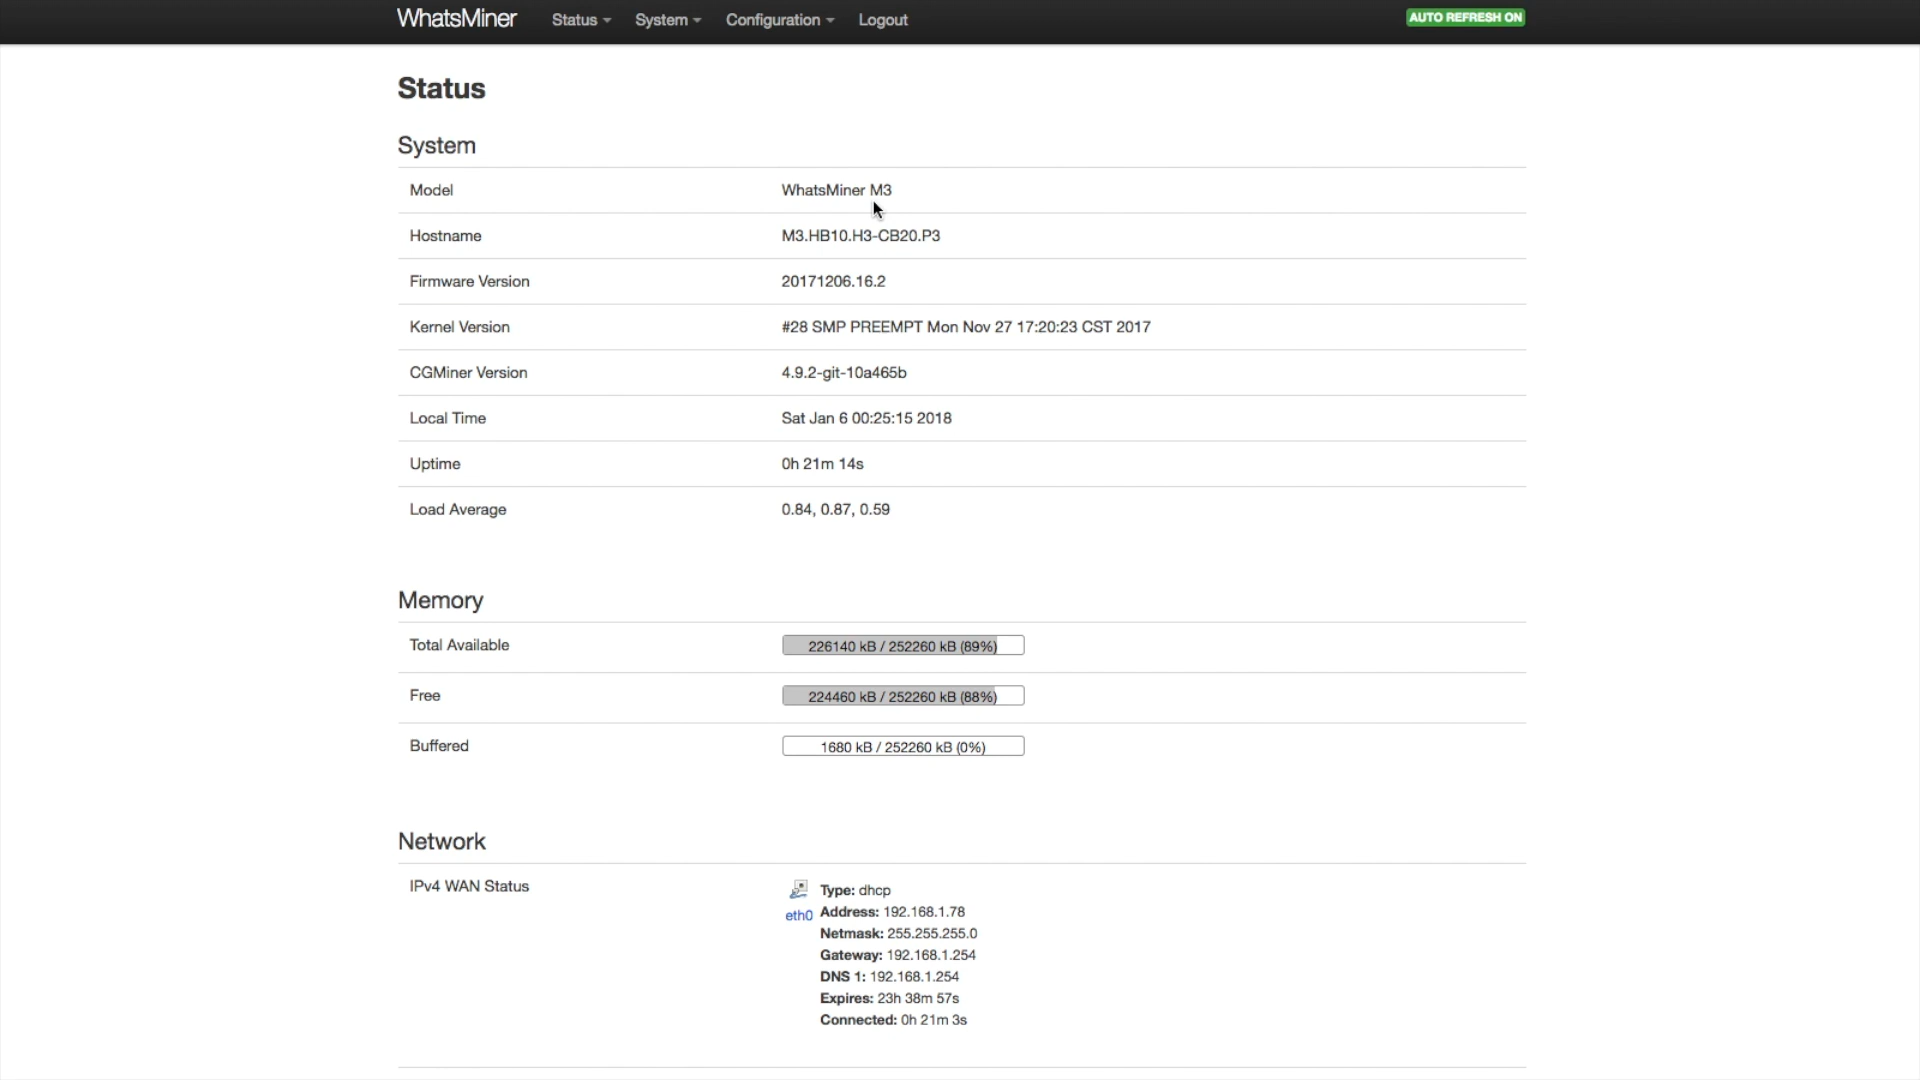 WhatsMiner Status System Configuration Logout AUTO REFRESH ON
Status
System
Model WhatsMiner M3
Hostname M3.HB10.H3-CB20.P3
Firmware Version 20171206.16.2
Kernel Version #28 SMP PREEMPT Mon Nov 27 17:20:23 CST 2017
CGMiner Version 4.9.2-git-10a465b
Local Time Sat Jan 6 00:25:15 2018
Uptime 0h 21m 14s
Load Average 0.84, 0.87, 0.59
Memory
Total Available 226140 kB / 252260 kB (89%)
Free 224460 kB / 252260 kB (88%)
Buffered 1680 kB / 252260 kB (0%)
Network
IPv4 WAN Status Type: dhcp
eth0 Address: 192.168.1.78
Netmask: 255.255.255.0
Gateway: 192.168.1.254
DNS 1: 192.168.1.254
Expires: 23h 38m 57s
Connected: 0h 21m 3s